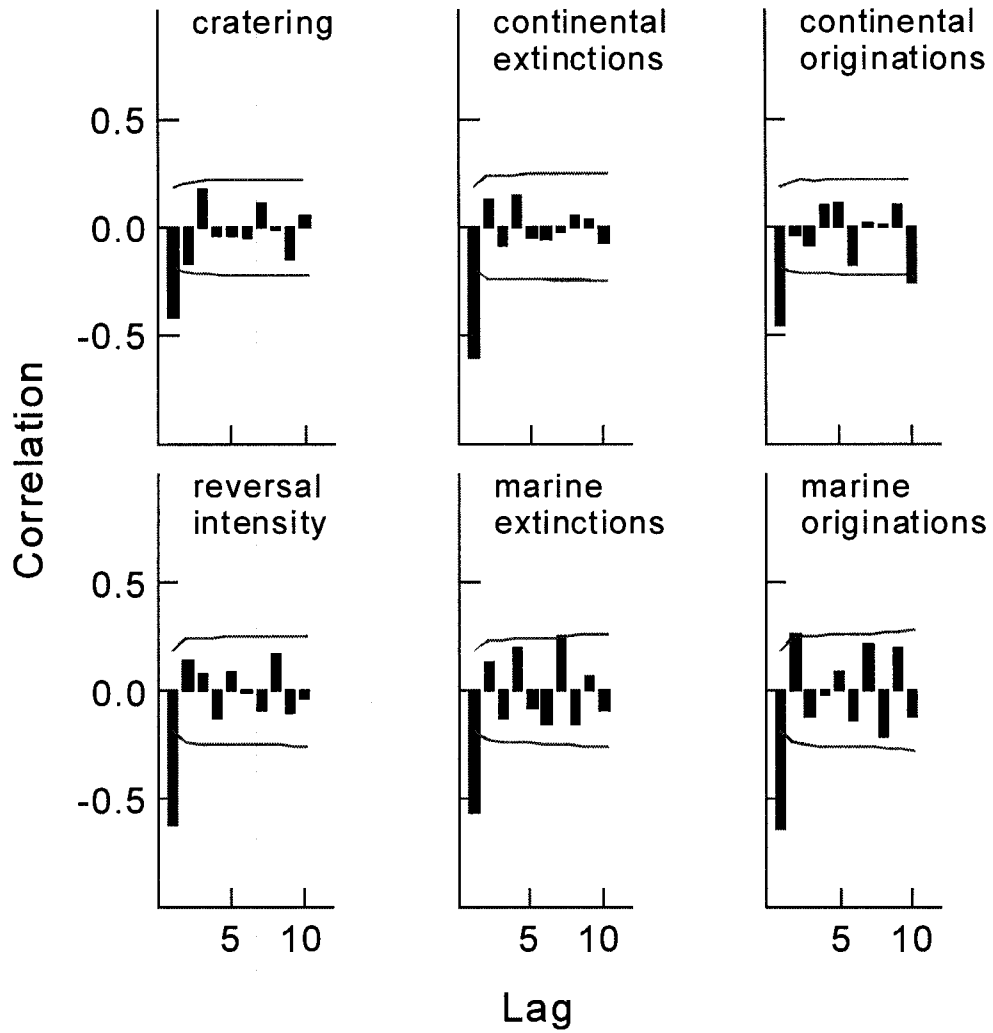 cratering
continental
extinctions
continental
originations
0.5
0.0
-0.5
Correlation
reversal
intensity
marine
extinctions
marine
originations
0.5
0.0
-0.5
5 10 5 10 5 10
Lag